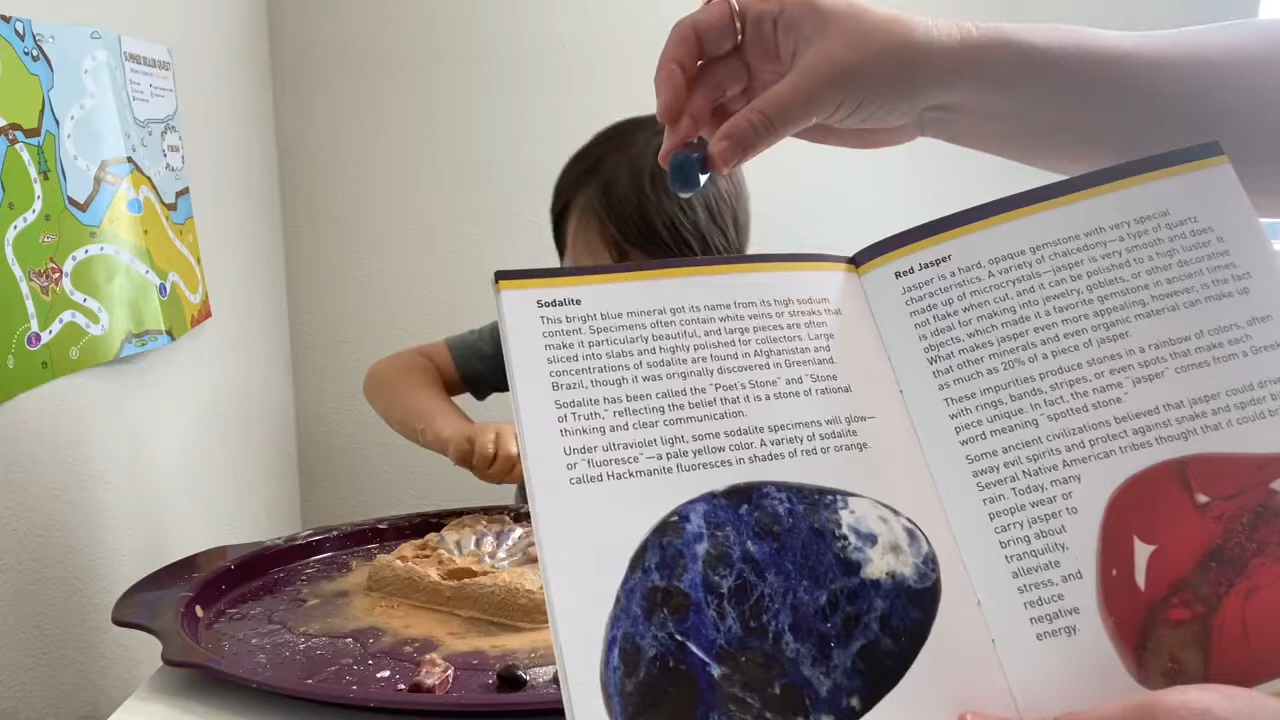 SUMMER BRAIN QUEST
Sodalite
This bright blue mineral got its name from its high sodium
content. Specimens often contain white veins or streaks that
make it particularly beautiful, and large pieces are often
sliced into slabs and highly polished for collectors. Large
concentrations of sodalite are found in Afghanistan and
Brazil, though it was originally discovered in Greenland.
Sodalite has been called the "Poet's Stone" and "Stone
of Truth," reflecting the belief that it is a stone of rational
thinking and clear communication.
Under ultraviolet light, some sodalite specimens will glow—
or "fluoresce"—a pale yellow color. A variety of sodalite
called Hackmanite fluoresces in shades of red or orange.
Red Jasper
Jasper is a hard, opaque gemstone with very special
characteristics. A variety of chalcedony—a type of quartz
made up of microcrystals—jasper is very smooth and does
not flake when cut, and it can be polished to a high luster. It
is ideal for making into jewelry, goblets, or other decorative
objects, which made it a favorite gemstone in ancient times.
What makes jasper even more appealing, however, is the fact
that other minerals and even organic material can make up
as much as 20% of a piece of jasper.
These impurities produce stones in a rainbow of colors, often
with rings, bands, stripes, or even spots that make each
piece unique. In fact, the name "jasper" comes from a Greek
word meaning "spotted stone."
Some ancient civilizations believed that jasper could drive
away evil spirits and protect against snake and spider
Several Native American tribes thought that it could
rain. Today, many
people wear or
carry jasper to
bring about
tranquility,
alleviate
stress, and
reduce
negative
energy.